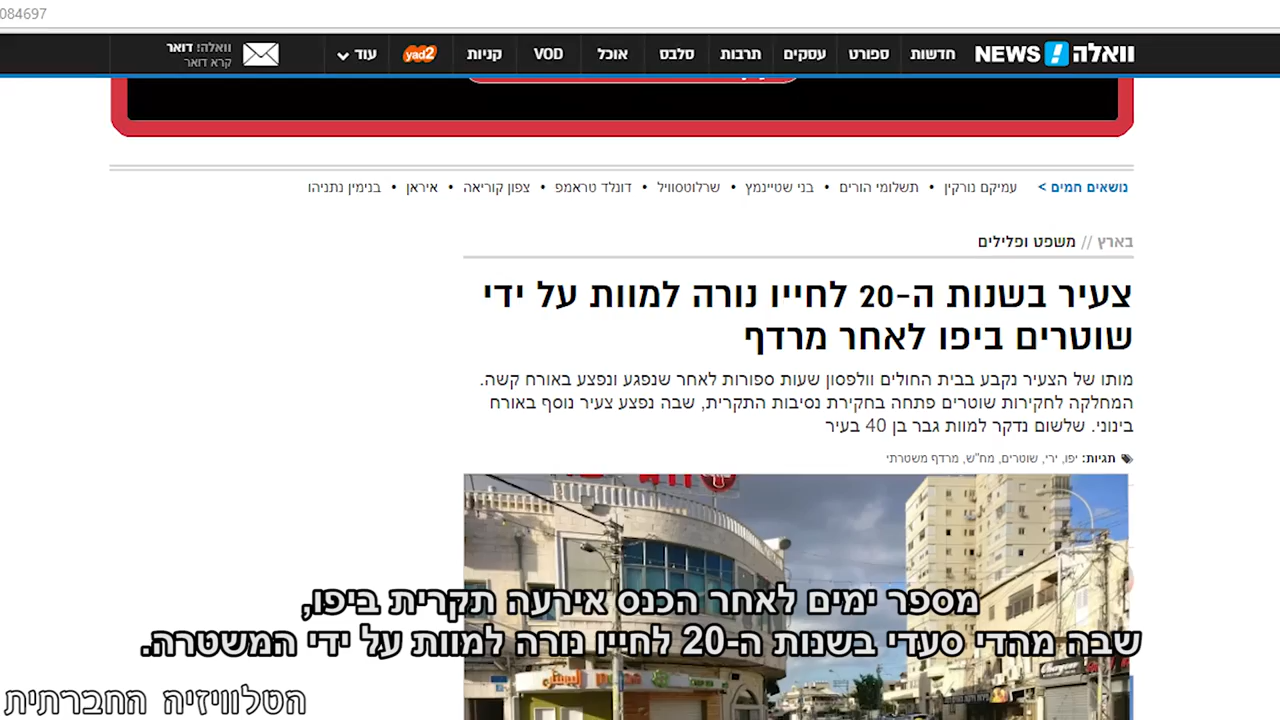 084697
וואלה! NEWS
חדשות
ספורט
עסקים
תרבות
סלבס
אוכל
VOD
קניות
yad2
עוד
וואלה! דואר
קרא דואר
נושאים חמים > עמיקם נורקין • תשלומי הורים • בני שטיינמץ • שרלוטסוויל • דונלד טראמפ • צפון קוריאה • איראן • בנימין נתניהו
בארץ // משפט ופלילים
צעיר בשנות ה-20 לחייו נורה למוות על ידי
שוטרים ביפו לאחר מרדף
מותו של הצעיר נקבע בבית החולים וולפסון שעות ספורות לאחר שנפגע ונפצע באורח קשה.
המחלקה לחקירות שוטרים פתחה בחקירת נסיבות התקרית, שבה נפצע צעיר נוסף באורח
בינוני. שלשום נדקר למוות גבר בן 40 בעיר
תגיות: יפו, ירי, שוטרים, מח"ש, מרדף משטרתי
מספר ימים לאחר הכנס אירעה תקרית ביפו,
שבה מהדי סעדי בשנות ה-20 לחייו נורה למוות על ידי המשטרה.
הטלוויזיה החברתית